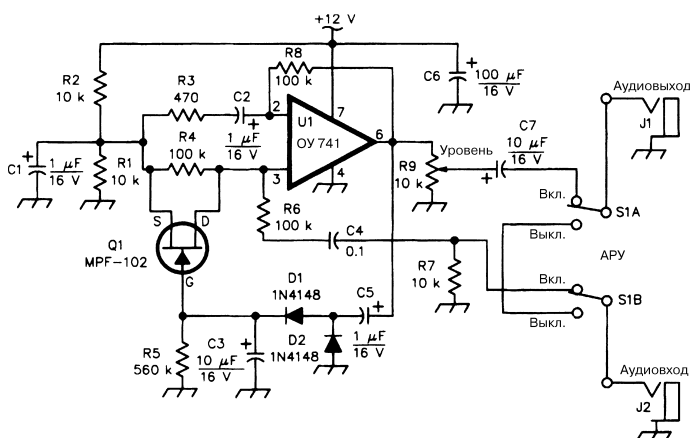 +12 V
R2
10 k
R3
470
C2
1 µF
16 V
R8
100 k
2
7
U1
ОУ 741
6
3
4
C6
100 µF
16 V
Аудиовыход
J1
C1
1 µF
16 V
R1
10 k
R4
100 k
R9
10 k
Уровень
C7
10 µF
16 V
Вкл.
S1A
Выкл.
АРУ
Вкл.
S1B
Выкл.
R6
100 k
C4
0.1
R7
10 k
S
D
Q1
MPF-102
G
D1
1N4148
C5
1 µF
16 V
R5
560 k
C3
10 µF
16 V
D2
1N4148
Аудиовход
J2